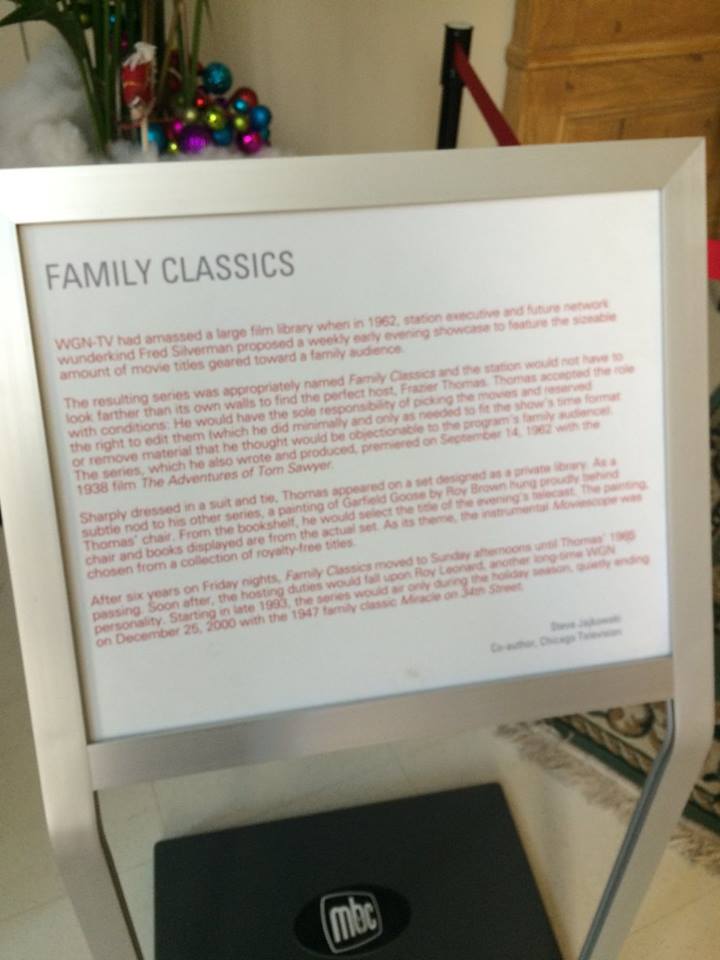 FAMILY CLASSICS
WGN-TV had amassed a large film library when in 1962, station executive and future network
wunderkind Fred Silverman proposed a weekly early evening showcase to feature the sizeable
amount of movie titles geared toward a family audience.
The resulting series was appropriately named Family Classics and the station would not have to
look farther than its own walls to find the perfect host, Frazier Thomas. Thomas accepted the role
with conditions: He would have the sole responsibility of picking the movies and reserved
the right to edit them (which he did minimally and only as needed to fit the show's time format
or remove material that he thought would be objectionable to the program's family audience).
The series, which he also wrote and produced, premiered on September 14, 1962 with the
1938 film The Adventures of Tom Sawyer.
Sharply dressed in a suit and tie, Thomas appeared on a set designed as a private library. As a
subtle nod to his other series, a painting of Garfield Goose by Roy Brown hung proudly behind
Thomas' chair. From the bookshelf, he would select the title of the evening's telecast. The painting,
chair and books displayed are from the actual set. As its theme, the instrumental Moviescope was
chosen from a collection of royalty-free titles.
After six years on Friday nights, Family Classics moved to Sunday afternoons until Thomas' 1985
passing. Soon after, the hosting duties would fall upon Roy Leonard, another long-time WGN
personality. Starting in late 1993, the series would air only during the holiday season, quietly ending
on December 25, 2000 with the 1947 family classic Miracle on 34th Street.
Steve Jajkowski
Co-author, Chicago Television
mbc